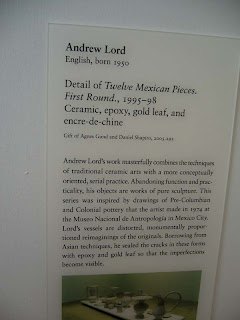 Andrew Lord
English, born 1950
Detail of Twelve Mexican Pieces.
First Round., 1995–98
Ceramic, epoxy, gold leaf, and
encre-de-chine
Gift of Agnes Gund and Daniel Shapiro,
Andrew Lord's work masterfully combines the techniques
of traditional ceramic arts with a more conceptually
oriented, serial practice. Abandoning function and prac-
ticality, his objects are works of pure sculpture. This
series was inspired by drawings of Pre-Columbian
and Colonial pottery that the artist made in 1974 at
the Museo Nacional de Antropología in Mexico City.
Lord's vessels are distorted, monumentally propor-
tioned reimaginings of the originals. Borrowing from
Asian techniques, he sealed the cracks in these forms
with epoxy and gold leaf so that the imperfections
become visible.